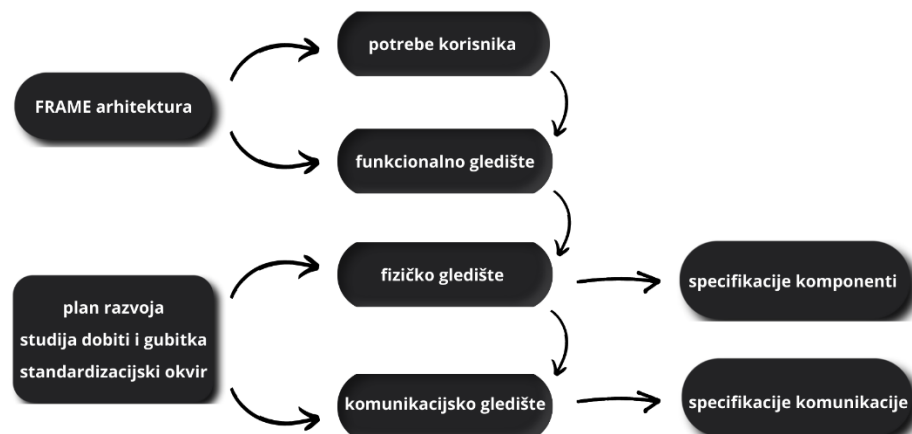 potrebe korisnika
FRAME arhitektura
funkcionalno gledište
fizičko gledište
specifikacije komponenti
plan razvoja
studija dobiti i gubitka
standardizacijski okvir
komunikacijsko gledište
specifikacije komunikacije